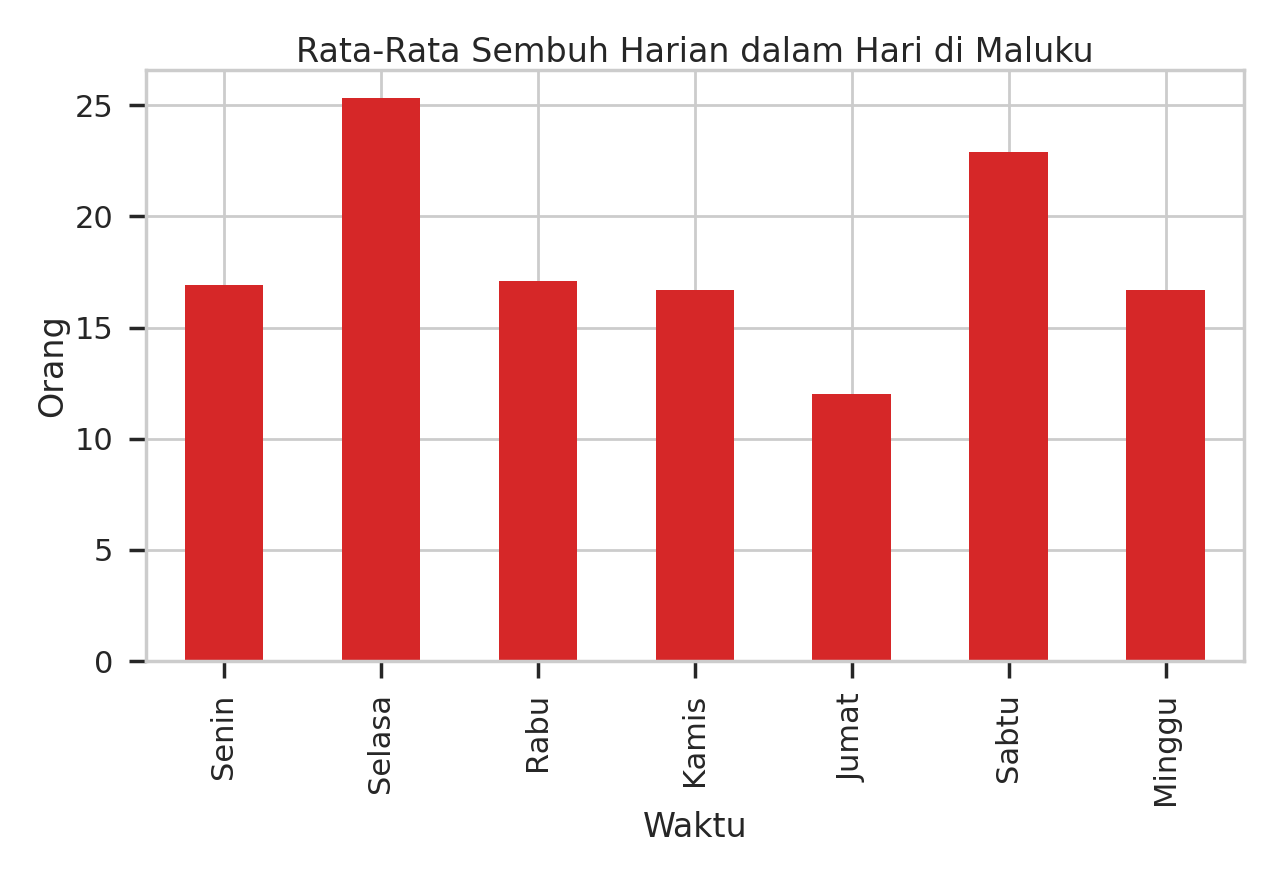 Rata-Rata Sembuh Harian dalam Hari di Maluku
Orang
25
20
15
10
5
0
Senin
Selasa
Rabu
Kamis
Jumat
Sabtu
Minggu
Waktu